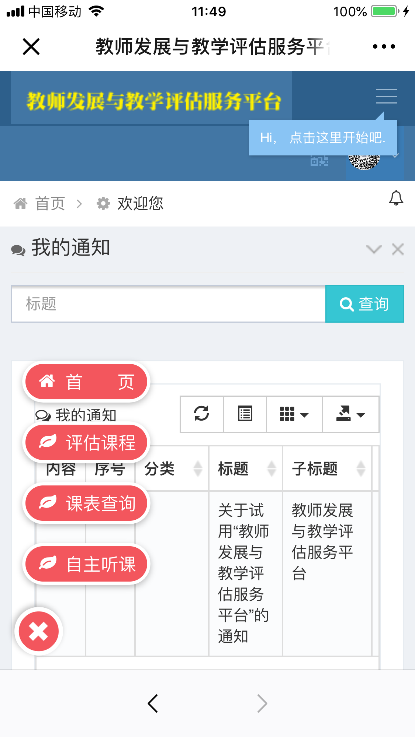 中国移动
11:49
100%
教师发展与教学评估服务平
教师发展与教学评估服务平台
Hi, 点击这里开始吧.
首页
欢迎您
我的通知
标题
查询
首 页
我的通知
评估课程
内容
序号
分类
标题
子标题
课表查询
自主听课
关于试
用“教师
发展与
教学评
估服务
平台”的
通知
教师发展
与教学评
估服务平
台